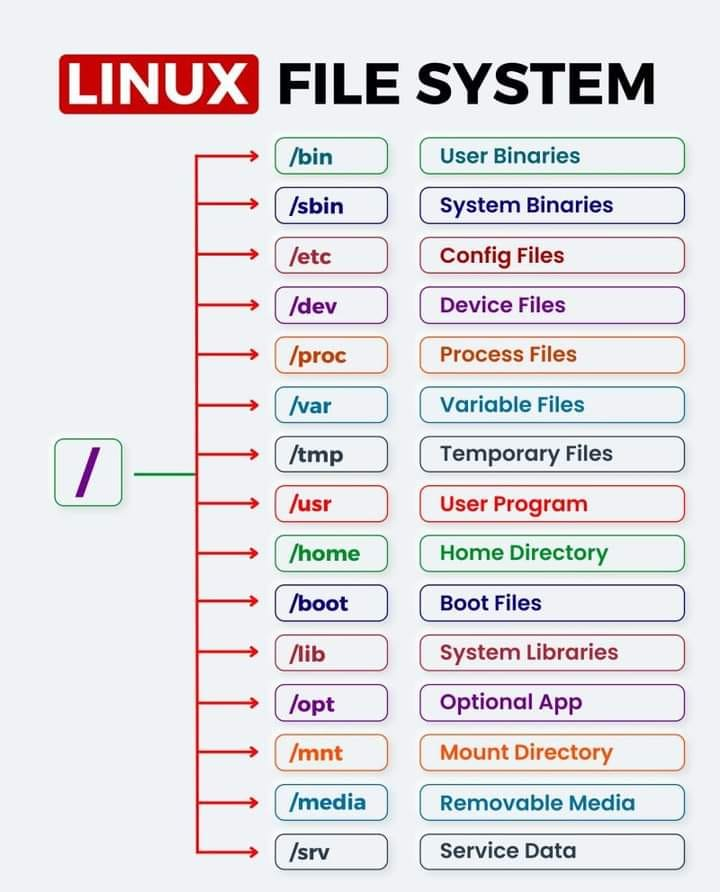 LINUX FILE SYSTEM
/bin User Binaries
/sbin System Binaries
/etc Config Files
/dev Device Files
/proc Process Files
/var Variable Files
/tmp Temporary Files
/
/usr User Program
/home Home Directory
/boot Boot Files
/lib System Libraries
/opt Optional App
/mnt Mount Directory
/media Removable Media
/srv Service Data